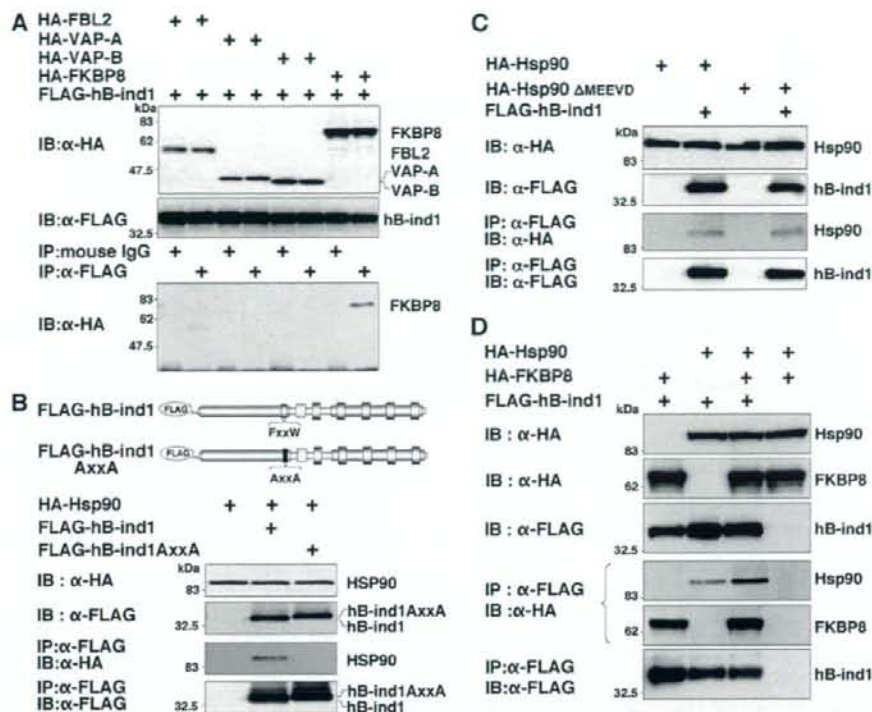 A
HA-FBL2 + +
HA-VAP-A + +
HA-VAP-B + +
HA-FKBP8 + +
FLAG-hB-ind1 + + + + + + + +
kDa
83
62
47.5
IB:α-HA
FKBP8
FBL2
VAP-A
VAP-B
IB:α-FLAG
32.5
hB-ind1
IP:mouse IgG + + + +
IP:α-FLAG + + + +
83
62
47.5
IB:α-HA
FKBP8
B
FLAG-hB-ind1
FLAG
FxxW
FLAG-hB-ind1
AxxA
FLAG
AxxA
HA-Hsp90 + + +
FLAG-hB-ind1 +
FLAG-hB-ind1AxxA +
kDa
IB : α-HA
83
HSP90
IB : α-FLAG
32.5
hB-ind1AxxA
hB-ind1
IP:α-FLAG
IB:α-HA
83
HSP90
IP:α-FLAG
IB:α-FLAG
32.5
hB-ind1AxxA
hB-ind1
C
HA-Hsp90 + +
HA-Hsp90 ΔMEEVD + +
FLAG-hB-ind1 + +
kDa
IB: α-HA
83
Hsp90
IB: α-FLAG
32.5
hB-ind1
IP: α-FLAG
IB: α-HA
83
Hsp90
IP: α-FLAG
IB: α-FLAG
32.5
hB-ind1
D
HA-Hsp90 + + +
HA-FKBP8 + + +
FLAG-hB-ind1 + + +
kDa
IB : α-HA
83
Hsp90
IB : α-HA
62
FKBP8
IB : α-FLAG
32.5
hB-ind1
IP : α-FLAG
IB :α-HA
83
Hsp90
62
FKBP8
IP:α-FLAG
IB:α-FLAG
32.5
hB-ind1